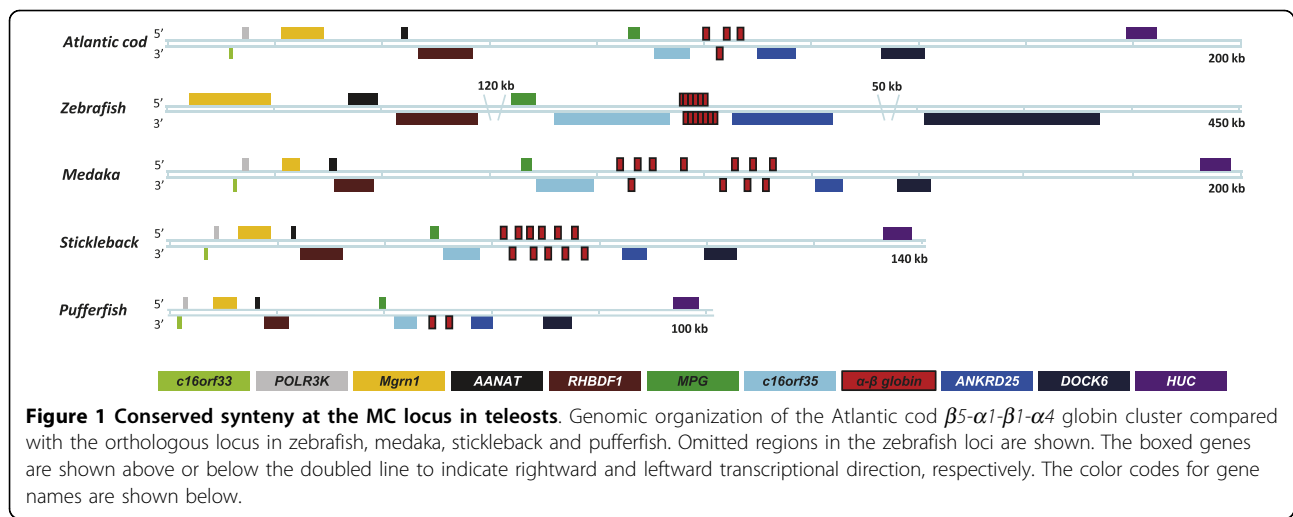 Atlantic cod
5'
3'
200 kb
Zebrafish
5'
3'
120 kb
50 kb
450 kb
Medaka
5'
3'
200 kb
Stickleback
5'
3'
140 kb
Pufferfish
5'
3'
100 kb
c16orf33 POLR3K Mgrn1 AANAT RHBDF1 MPG c16orf35 α-β globin ANKRD25 DOCK6 HUC
Figure 1 Conserved synteny at the MC locus in teleosts. Genomic organization of the Atlantic cod β5-α1-β1-α4 globin cluster compared
with the orthologous locus in zebrafish, medaka, stickleback and pufferfish. Omitted regions in the zebrafish loci are shown. The boxed genes
are shown above or below the doubled line to indicate rightward and leftward transcriptional direction, respectively. The color codes for gene
names are shown below.